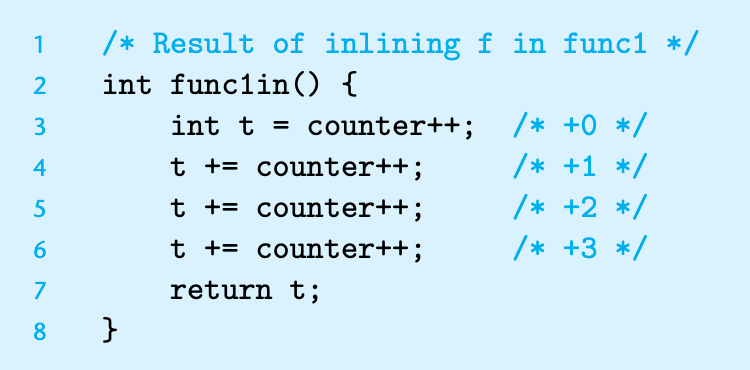 1 /* Result of inlining f in func1 */
2 int func1in() {
3 int t = counter++; /* +0 */
4 t += counter++; /* +1 */
5 t += counter++; /* +2 */
6 t += counter++; /* +3 */
7 return t;
8 }